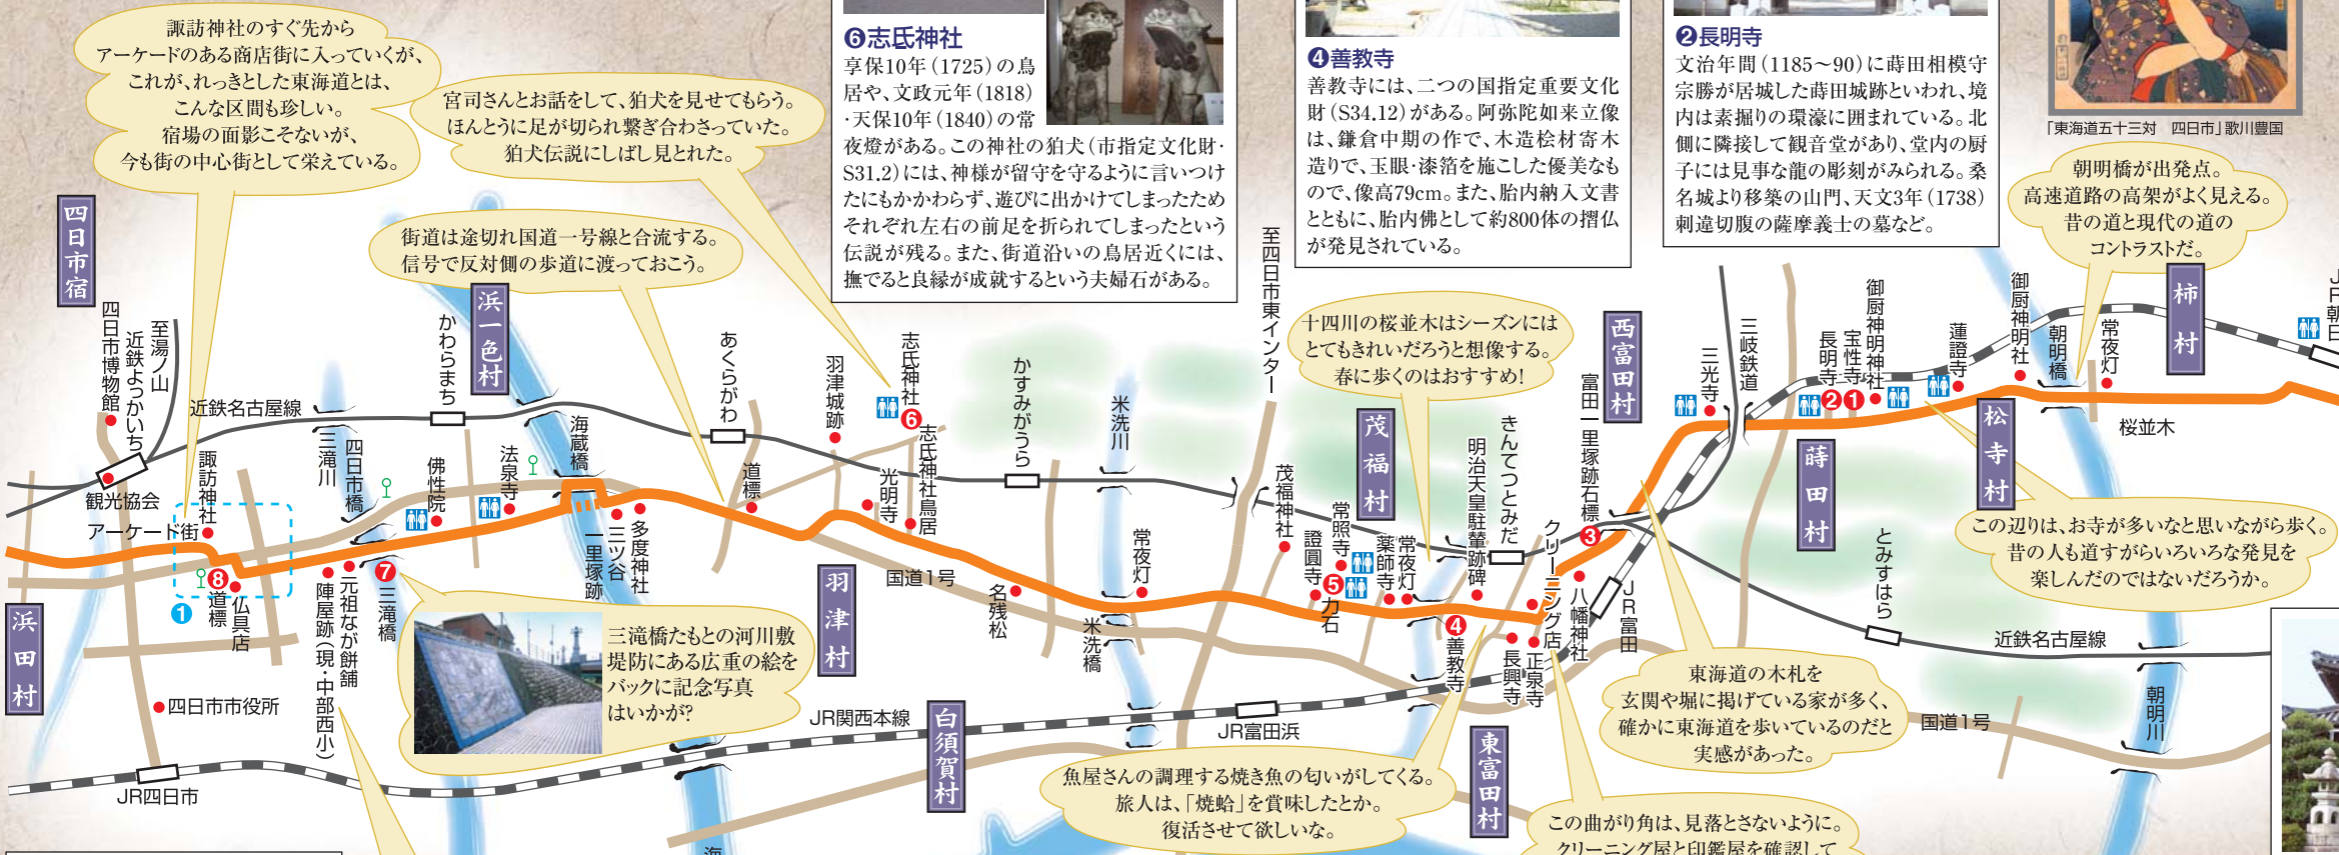 諏訪神社のすぐ先から
アーケードのある商店街に入っていくが、
これが、れっきとした東海道とは、
こんな区間も珍しい。
宿場の面影こそないが、
今も街の中心街として栄えている。
宮司さんとお話をして、狛犬を見せてもらう。
ほんとうに足が切られ繋ぎ合わさっていた。
狛犬伝説にしばし見とれた。
街道は途切れ国道一号線と合流する。
信号で反対側の歩道に渡っておこう。
❻志氐神社
享保10年(1725)の鳥
居や、文政元年(1818)
・天保10年(1840)の常
夜燈がある。この神社の狛犬(市指定文化財・
S31.2)には、神様が留守を守るように言いつけ
たにもかかわらず、遊びに出かけてしまったため
それぞれ左右の前足を折られてしまったという
伝説が残る。また、街道沿いの鳥居近くには、
撫でると良縁が成就するという夫婦石がある。
❹善教寺
善教寺には、二つの国指定重要文化
財(S34.12)がある。阿弥陀如来立像
は、鎌倉中期の作で、木造桧材寄木
造りで、玉眼・漆箔を施こした優美なも
ので、像高79cm。また、胎内納入文書
とともに、胎内佛として約800体の摺仏
が発見されている。
❷長明寺
文治年間(1185〜90)に蒔田相模守
宗勝が居城した蒔田城跡といわれ、境
内は素掘りの環濠に囲まれている。北
側に隣接して観音堂があり、堂内の厨
子には見事な龍の彫刻がみられる。桑
名城より移築の山門、天文3年(1738)
刺違切腹の薩摩義士の墓など。
「東海道五十三対 四日市」歌川豊国
朝明橋が出発点。
高速道路の高架がよく見える。
昔の道と現代の道の
コントラストだ。
十四川の桜並木はシーズンには
とてもきれいだろうと想像する。
春に歩くのはおすすめ!
四日市宿
浜一色村
西富田村
茂福村
柿村
松寺村
蒔田村
羽津村
浜田村
白須賀村
東富田村
四日市博物館
近鉄よっかいち
至湯ノ山
近鉄名古屋線
かわらまち
観光協会
諏訪神社
アーケード街
三滝川
四日市橋
佛性院
法泉寺
海蔵橋
一里塚跡
三ツ谷
多度神社
あくらがわ
道標
羽津城跡
志氐神社
❻
光明寺
志氐神社鳥居
かすみがうら
国道1号
名残松
米洗川
常夜灯
米洗橋
至四日市東インター
茂福神社
證圓寺
常照寺
❺
力石
薬師寺
常夜灯
明治天皇駐輦跡碑
きんてつとみだ
❹
善教寺
長興寺
正泉寺
クリーニング店
富田一里塚跡石標
❸
八幡神社
JR富田
三光寺
三岐鉄道
長明寺
❷
宝性寺
❶
御厨神明神社
蓮證寺
御厨神明社
朝明橋
常夜灯
桜並木
とみすはら
近鉄名古屋線
国道1号
朝明川
❶
❽
道標
仏具店
陣屋跡(現・中部西小)
元祖なが餅舗
❼
三滝橋
四日市市役所
JR四日市
JR関西本線
JR富田浜
三滝橋たもとの河川敷
堤防にある広重の絵を
バックに記念写真
はいかが?
魚屋さんの調理する焼き魚の匂いがしてくる。
旅人は、「焼蛤」を賞味したとか。
復活させて欲しいな。
東海道の木札を
玄関や堀に掲げている家が多く、
確かに東海道を歩いているのだと
実感があった。
この辺りは、お寺が多いなと思いながら歩く。
昔の人も道すがらいろいろな発見を
楽しんだのではないだろうか。
この曲がり角は、見落とさないように。
クリーニング屋と印鑑屋を確認して